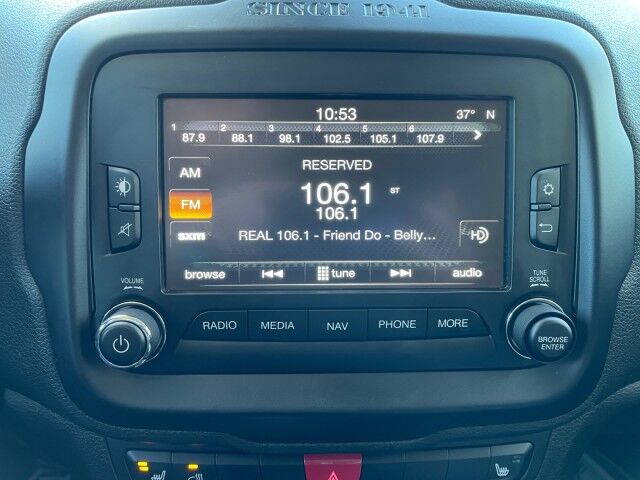 SINCE 1941
10:53 37° N
1 2 3 4 5 6
87.9 88.1 98.1 102.5 105.1 107.9
RESERVED
AM
106.1 ST
FM
106.1
sxm REAL 106.1 - Friend Do - Belly... HD
browse tune audio
VOLUME
TUNE
SCROLL
RADIO MEDIA NAV PHONE MORE
BROWSE
ENTER